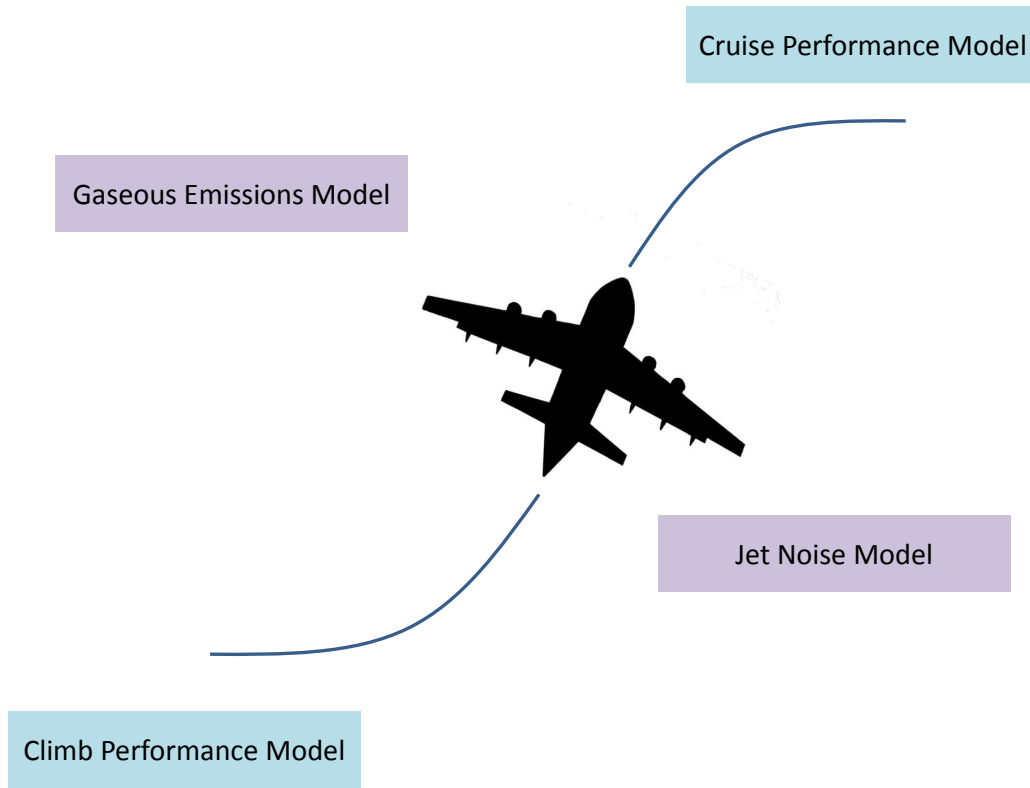 Cruise Performance Model
Gaseous Emissions Model
Jet Noise Model
Climb Performance Model